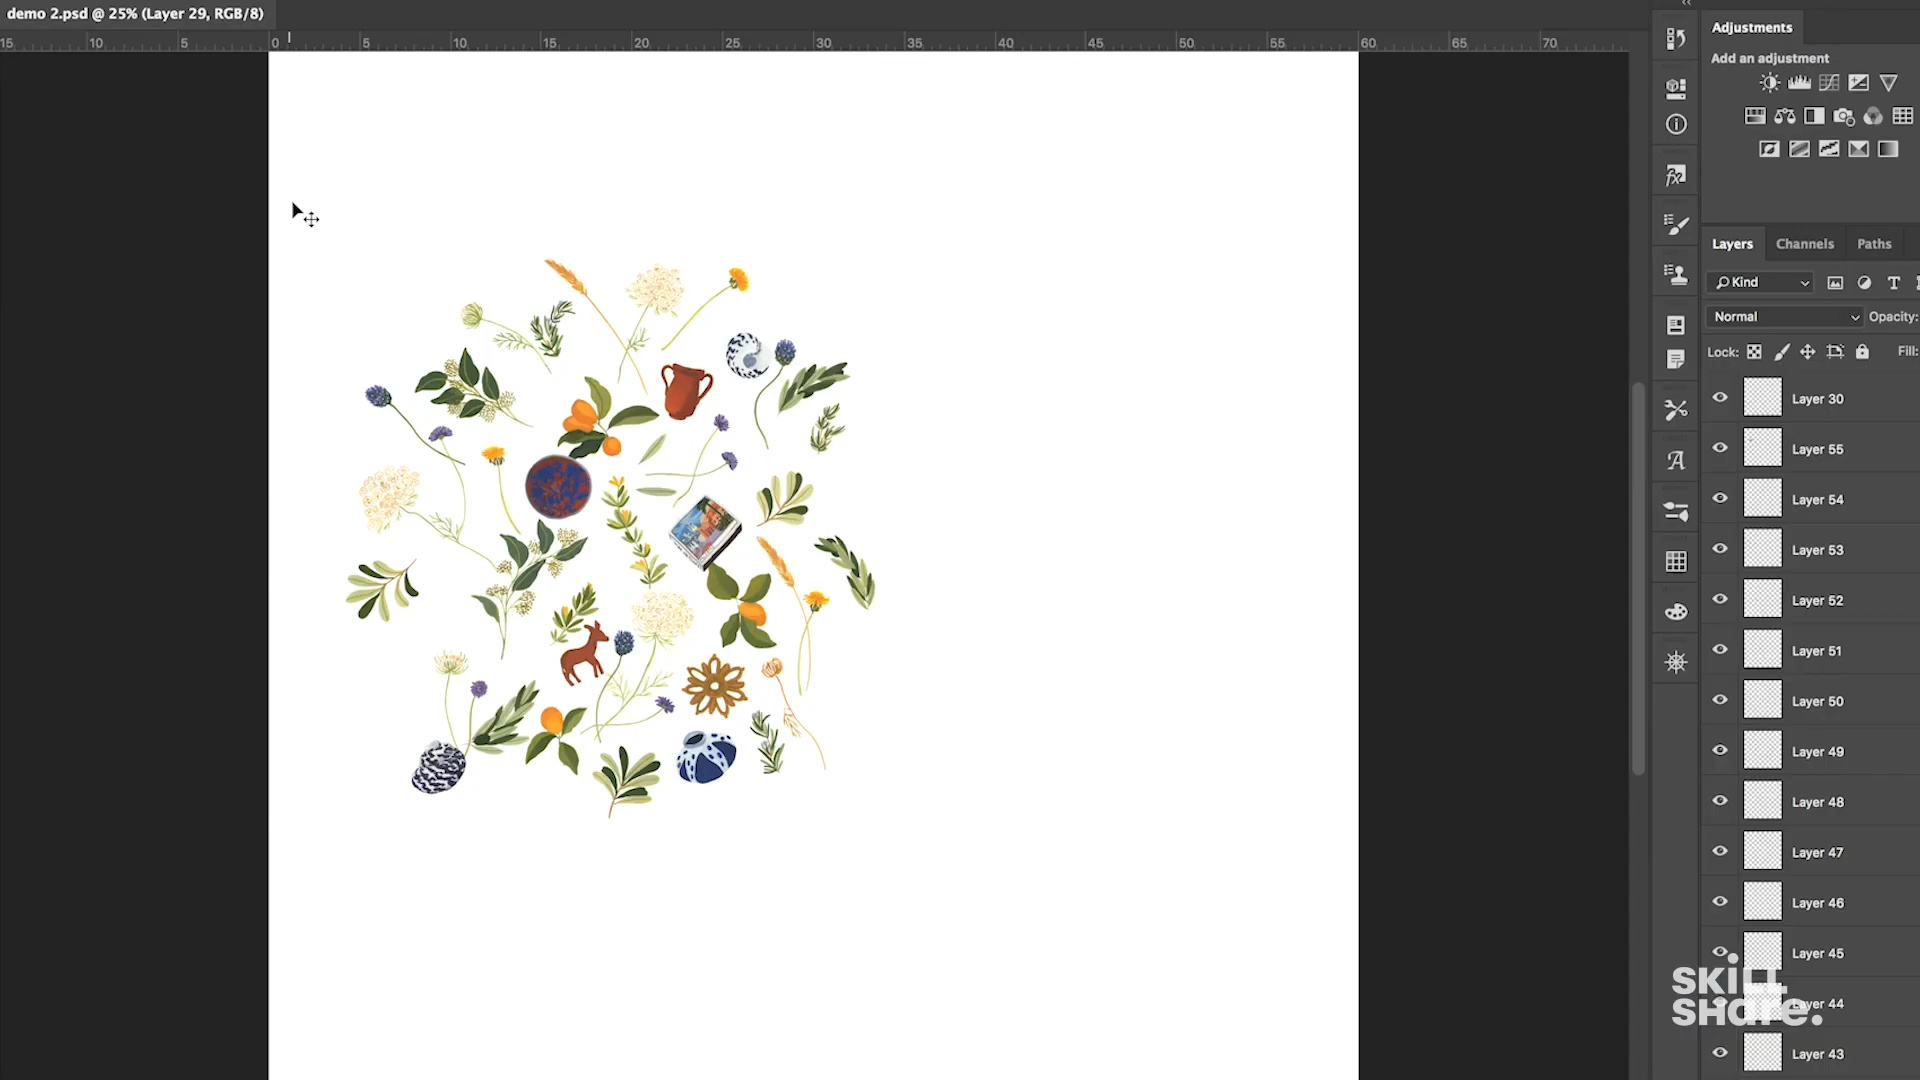 demo 2.psd @ 25% (Layer 29, RGB/8)
15 10 5 0 5 10 15 20 25 30 35 40 45 50 55 60 65 70
Adjustments
Add an adjustment
Layers Channels Paths
Kind
Normal Opacity:
Lock: Fill:
Layer 30
Layer 55
Layer 54
Layer 53
Layer 52
Layer 51
Layer 50
Layer 49
Layer 48
Layer 47
Layer 46
Layer 45
Layer 44
Layer 43
SKiLL
SHare.